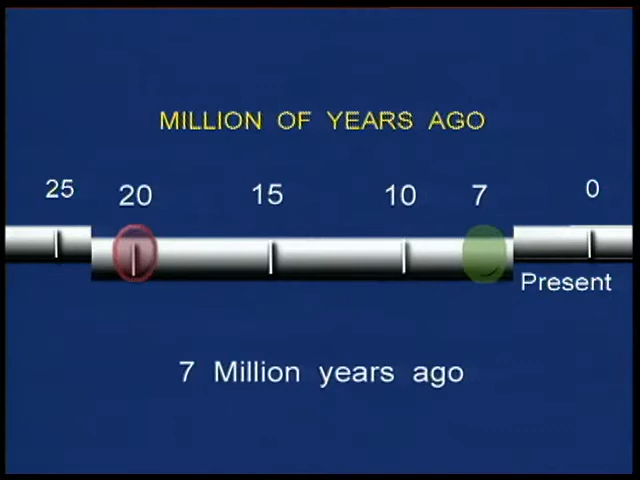 MILLION OF YEARS AGO
25 20 15 10 7 0
Present
7 Million years ago